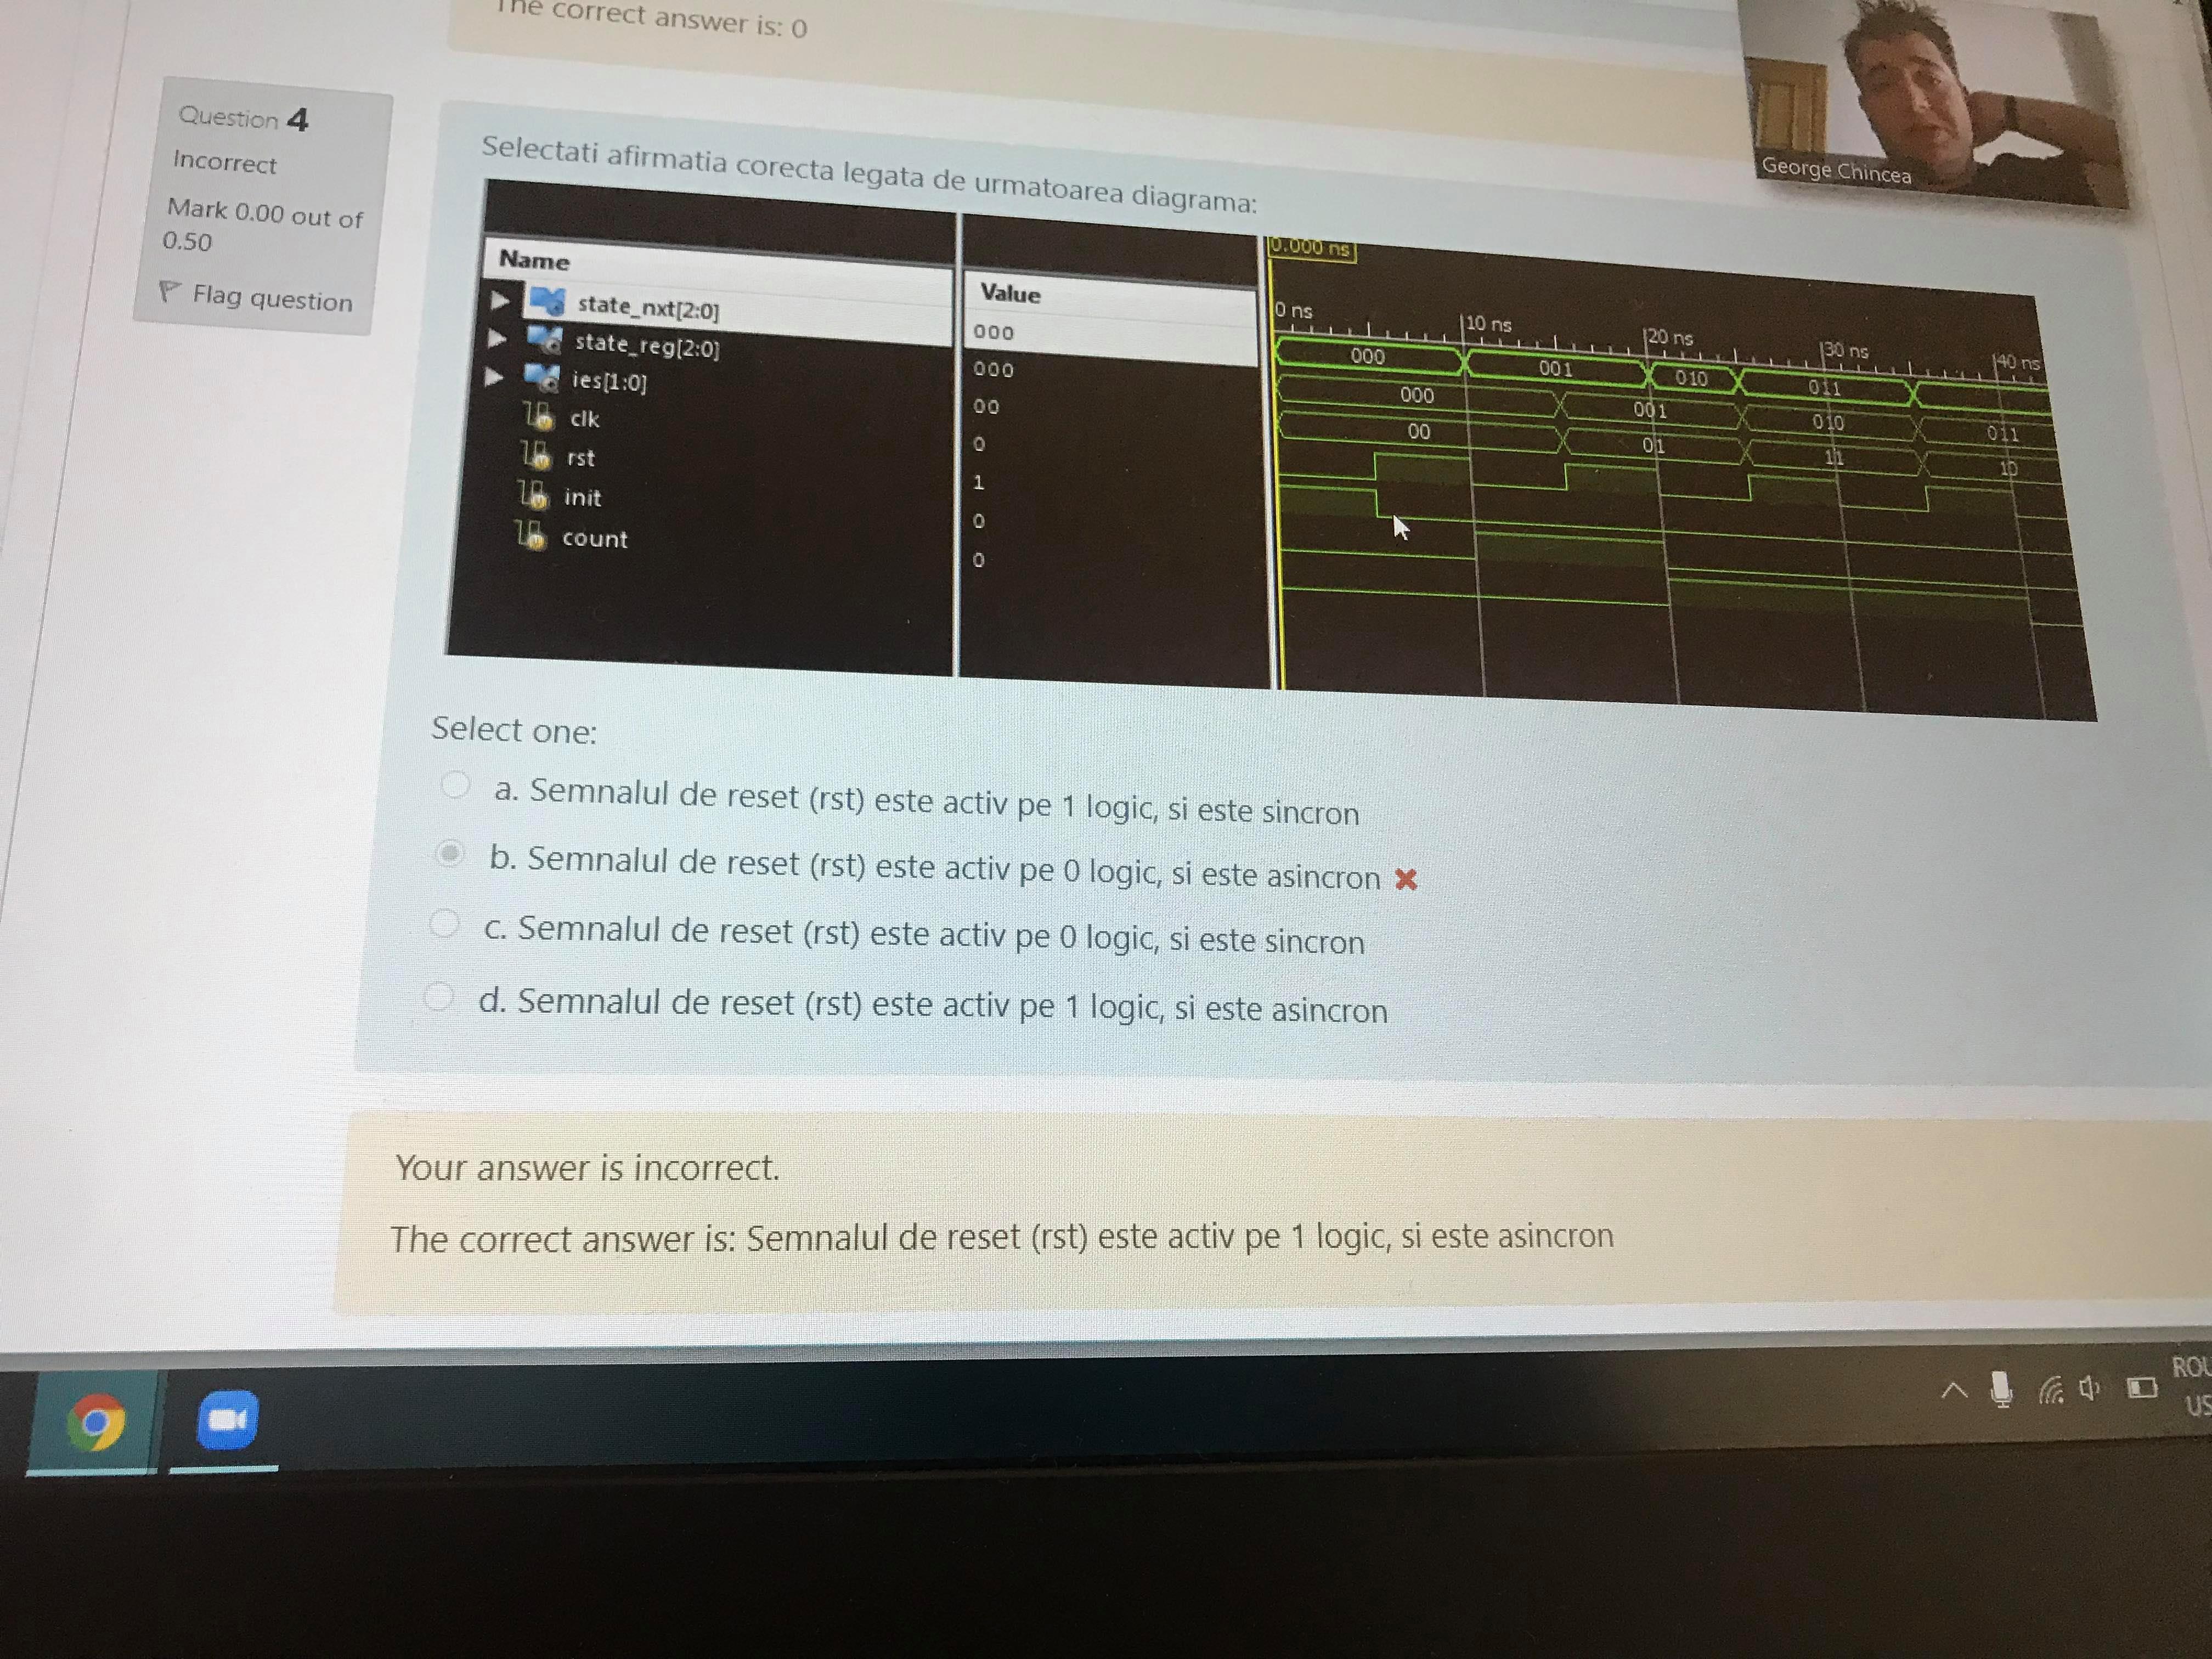 The correct answer is: 0
George Chincea
Question 4
Incorrect
Mark 0.00 out of
0.50
Flag question
Selectati afirmatia corecta legata de urmatoarea diagrama:
0.000 ns
Name
Value
0 ns
10 ns
20 ns
30 ns
40 ns
state_nxt[2:0]
000
000
001
010
011
state_reg[2:0]
000
000
001
010
011
ies[1:0]
00
00
01
11
10
clk
0
rst
1
init
0
count
0
Select one:
a. Semnalul de reset (rst) este activ pe 1 logic, si este sincron
b. Semnalul de reset (rst) este activ pe 0 logic, si este asincron
c. Semnalul de reset (rst) este activ pe 0 logic, si este sincron
d. Semnalul de reset (rst) este activ pe 1 logic, si este asincron
Your answer is incorrect.
The correct answer is: Semnalul de reset (rst) este activ pe 1 logic, si este asincron
ROU
US